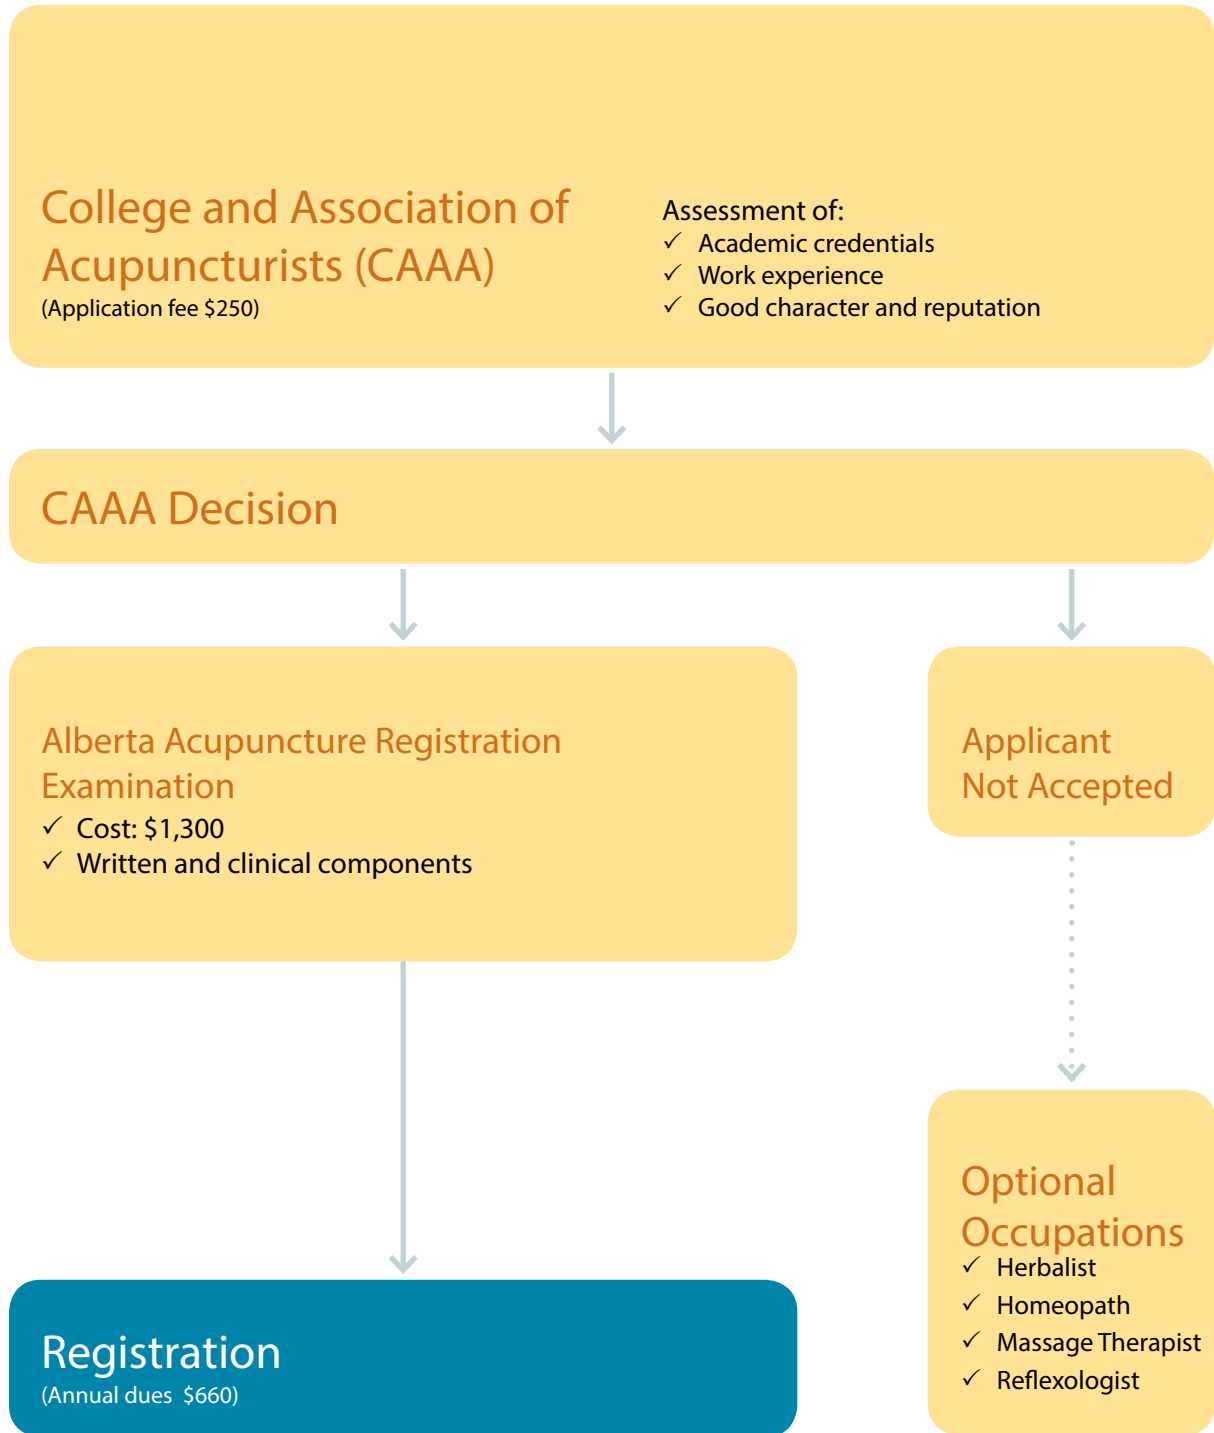 College and Association of
Acupuncturists (CAAA)
(Application fee $250)
Assessment of:
✓ Academic credentials
✓ Work experience
✓ Good character and reputation
CAAA Decision
Alberta Acupuncture Registration
Examination
✓ Cost: $1,300
✓ Written and clinical components
Applicant
Not Accepted
Optional
Occupations
✓ Herbalist
✓ Homeopath
✓ Massage Therapist
✓ Reflexologist
Registration
(Annual dues $660)